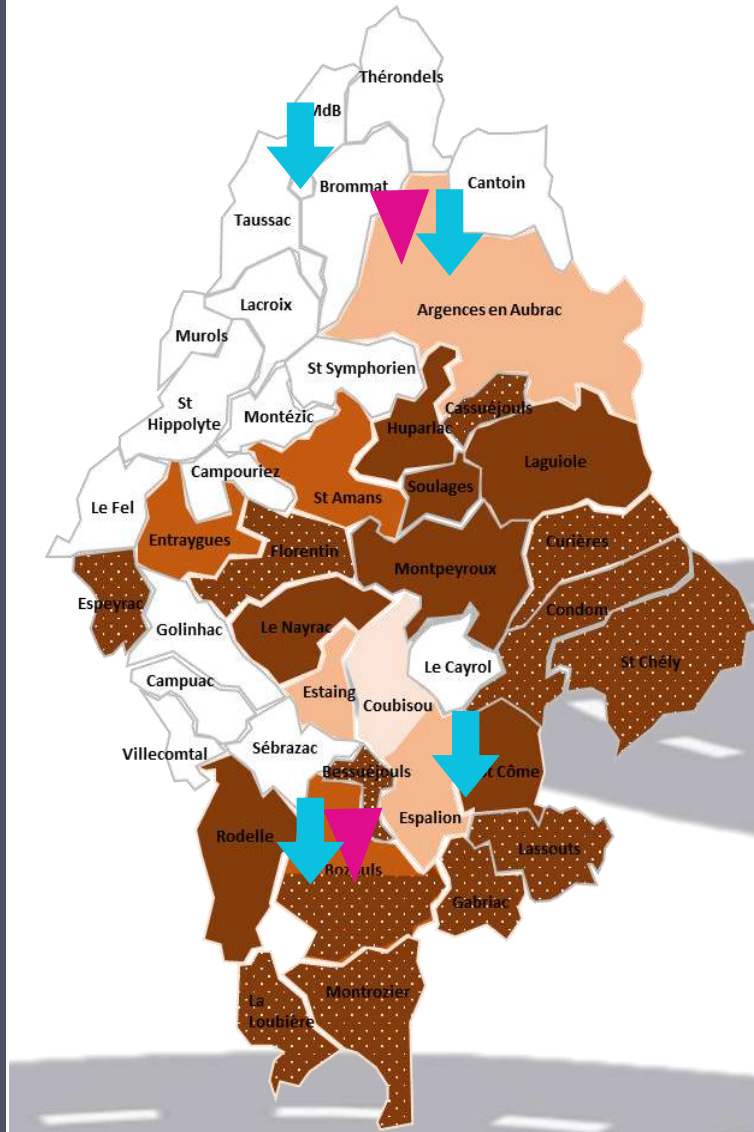 Thérondels
MdB
Brommat
Cantoin
Taussac
Lacroix
Argences en Aubrac
Murols
St Symphorien
St
Hippolyte
Montézic
Huparlac
Cassuéjouls
Laguiole
Campouriez
Soulages
St Amans
Le Fel
Entraygues
Florentin
Curières
Montpeyroux
Espeyrac
Condom
Golinhac
Le Nayrac
St Chély
Le Cayrol
Campuac
Estaing
Coubisou
Villecomtal
Sébrazac
Bessuéjouls
St Côme
Espalion
Rodelle
Lassouts
Bozouls
Gabriac
Montrozier
La
Loubière